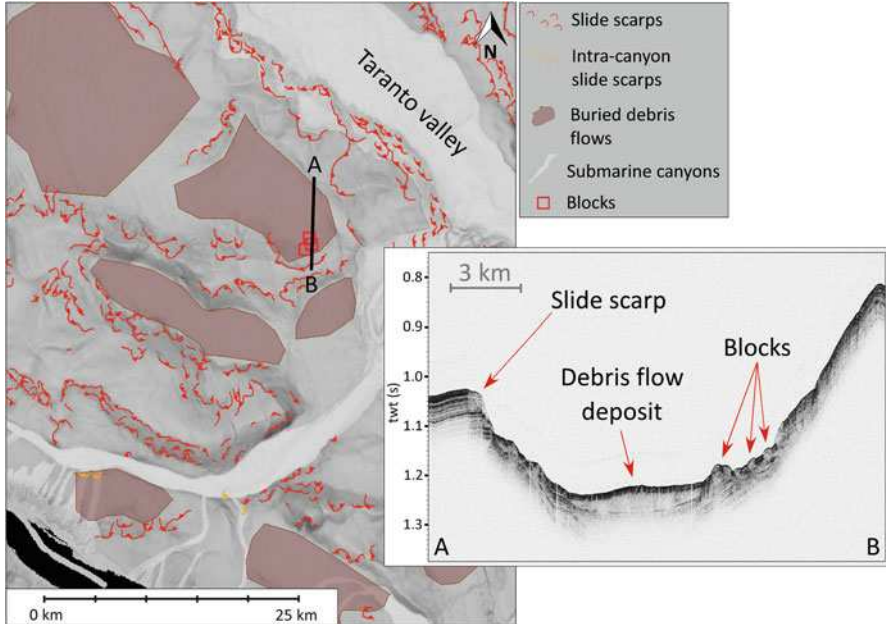 N
Taranto valley
A
B
0 km
25 km
Slide scarps
Intra-canyon
slide scarps
Buried debris
flows
Submarine canyons
Blocks
3 km
Slide scarp
Debris flow
deposit
Blocks
twt (s)
0.8
0.9
1.0
1.1
1.2
1.3
A
B